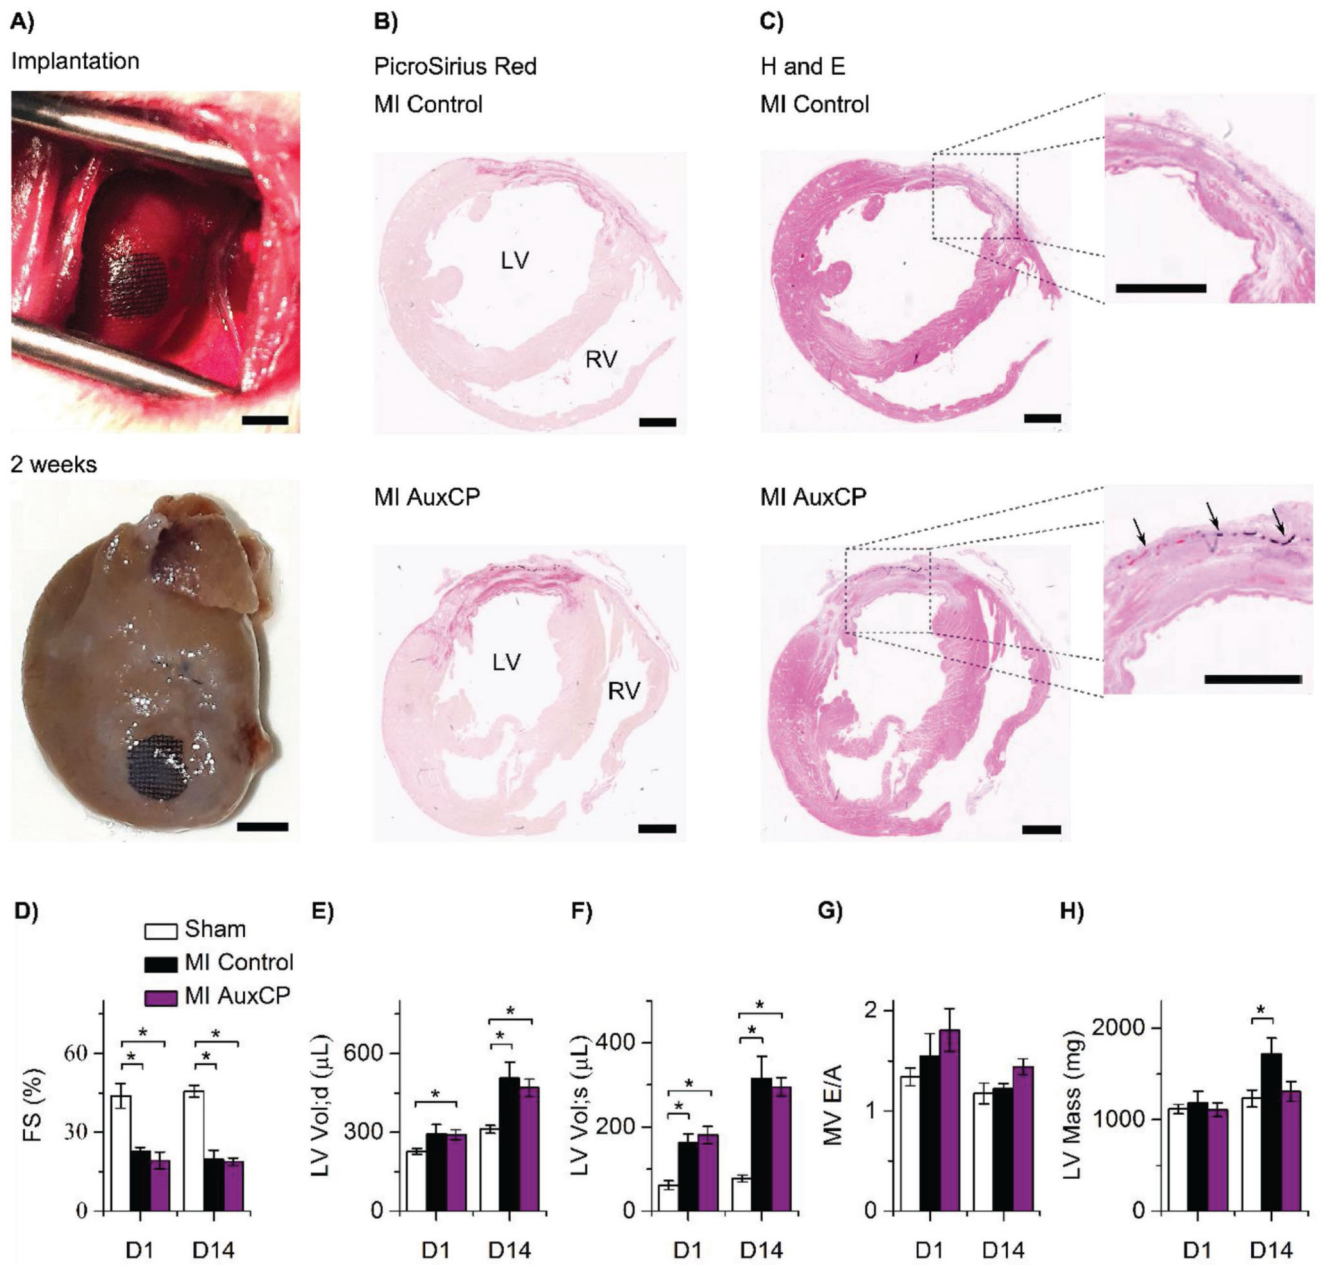 A)
Implantation
2 weeks
B)
PicroSirius Red
MI Control
LV
RV
MI AuxCP
LV
RV
C)
H and E
MI Control
MI AuxCP
D)
Sham
MI Control
MI AuxCP
FS (%)
60
30
0
*
*
*
*
D1
D14
E)
LV Vol;d (μL)
600
300
0
*
*
*
D1
D14
F)
LV Vol;s (μL)
400
200
0
*
*
*
*
D1
D14
G)
MV E/A
2
1
0
D1
D14
H)
LV Mass (mg)
2000
1000
0
*
D1
D14